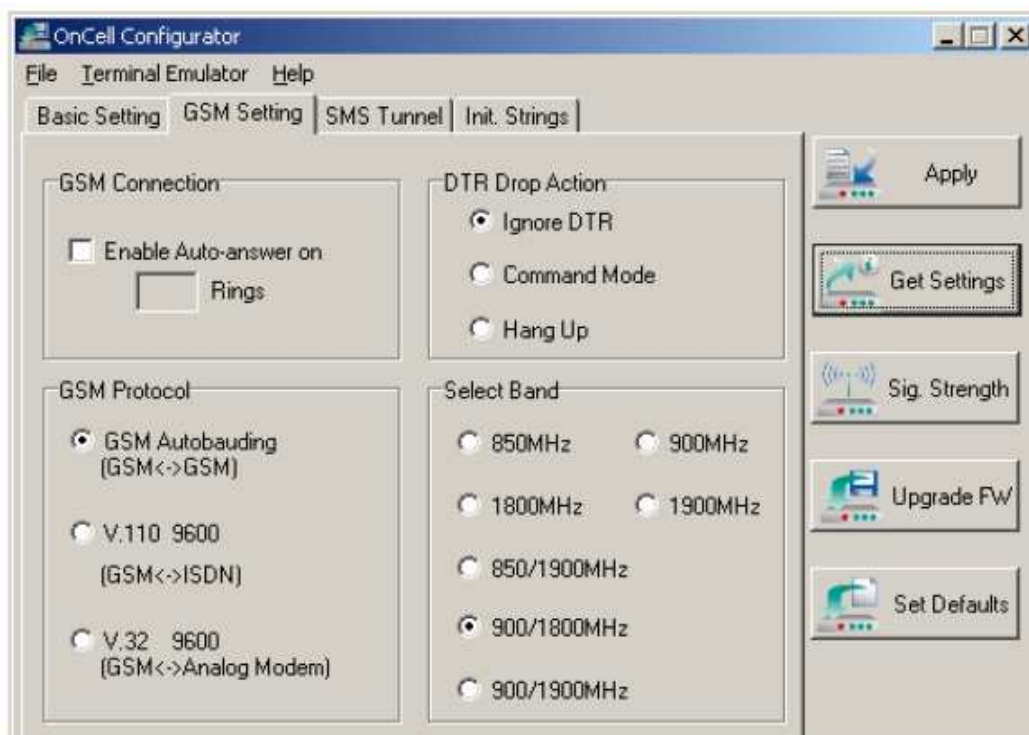 OnCell Configurator
File Terminal Emulator Help
Basic Setting GSM Setting SMS Tunnel Init. Strings
GSM Connection
Enable Auto-answer on
Rings
DTR Drop Action
Ignore DTR
Command Mode
Hang Up
GSM Protocol
GSM Autobauding
(GSM<->GSM)
V.110 9600
(GSM<->ISDN)
V.32 9600
(GSM<->Analog Modem)
Select Band
850MHz 900MHz
1800MHz 1900MHz
850/1900MHz
900/1800MHz
900/1900MHz
Apply
Get Settings
Sig. Strength
Upgrade FW
Set Defaults